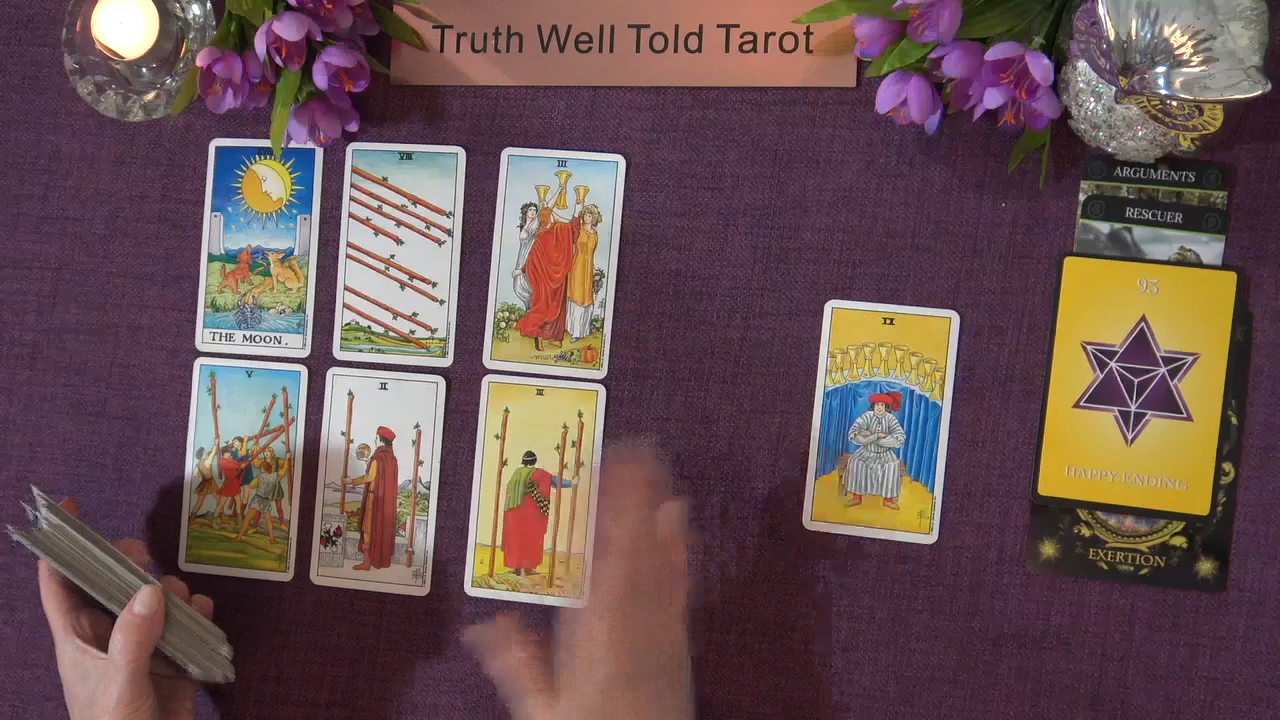 Truth Well Told Tarot
VIII
III
THE MOON.
ARGUMENTS
RESCUER
93
HAPPY ENDING
EXERTION
IX
V
II
III